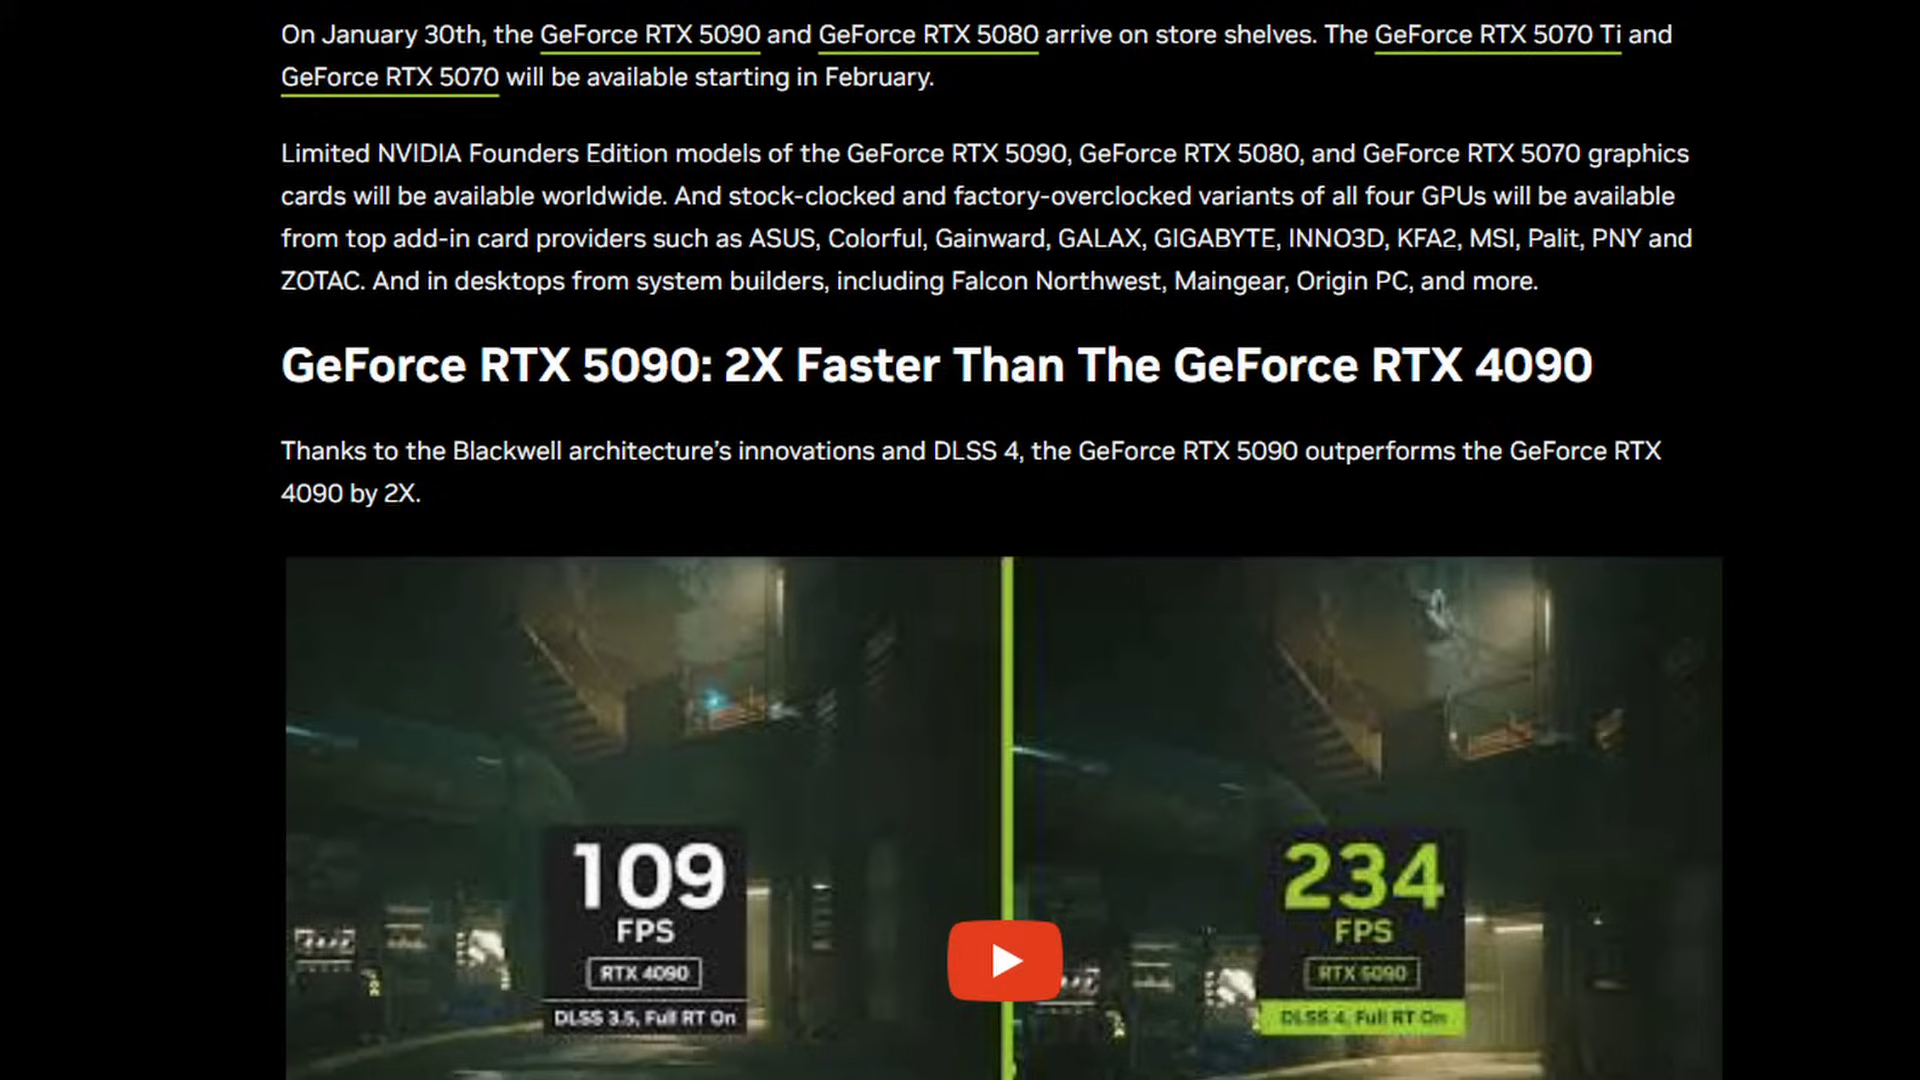 On January 30th, the GeForce RTX 5090 and GeForce RTX 5080 arrive on store shelves. The GeForce RTX 5070 Ti and
GeForce RTX 5070 will be available starting in February.
Limited NVIDIA Founders Edition models of the GeForce RTX 5090, GeForce RTX 5080, and GeForce RTX 5070 graphics
cards will be available worldwide. And stock-clocked and factory-overclocked variants of all four GPUs will be available
from top add-in card providers such as ASUS, Colorful, Gainward, GALAX, GIGABYTE, INNO3D, KFA2, MSI, Palit, PNY and
ZOTAC. And in desktops from system builders, including Falcon Northwest, Maingear, Origin PC, and more.
GeForce RTX 5090: 2X Faster Than The GeForce RTX 4090
Thanks to the Blackwell architecture’s innovations and DLSS 4, the GeForce RTX 5090 outperforms the GeForce RTX
4090 by 2X.
109
FPS
RTX 4090
DLSS 3.5, Full RT On
234
FPS
RTX 5090
DLSS 4, Full RT On